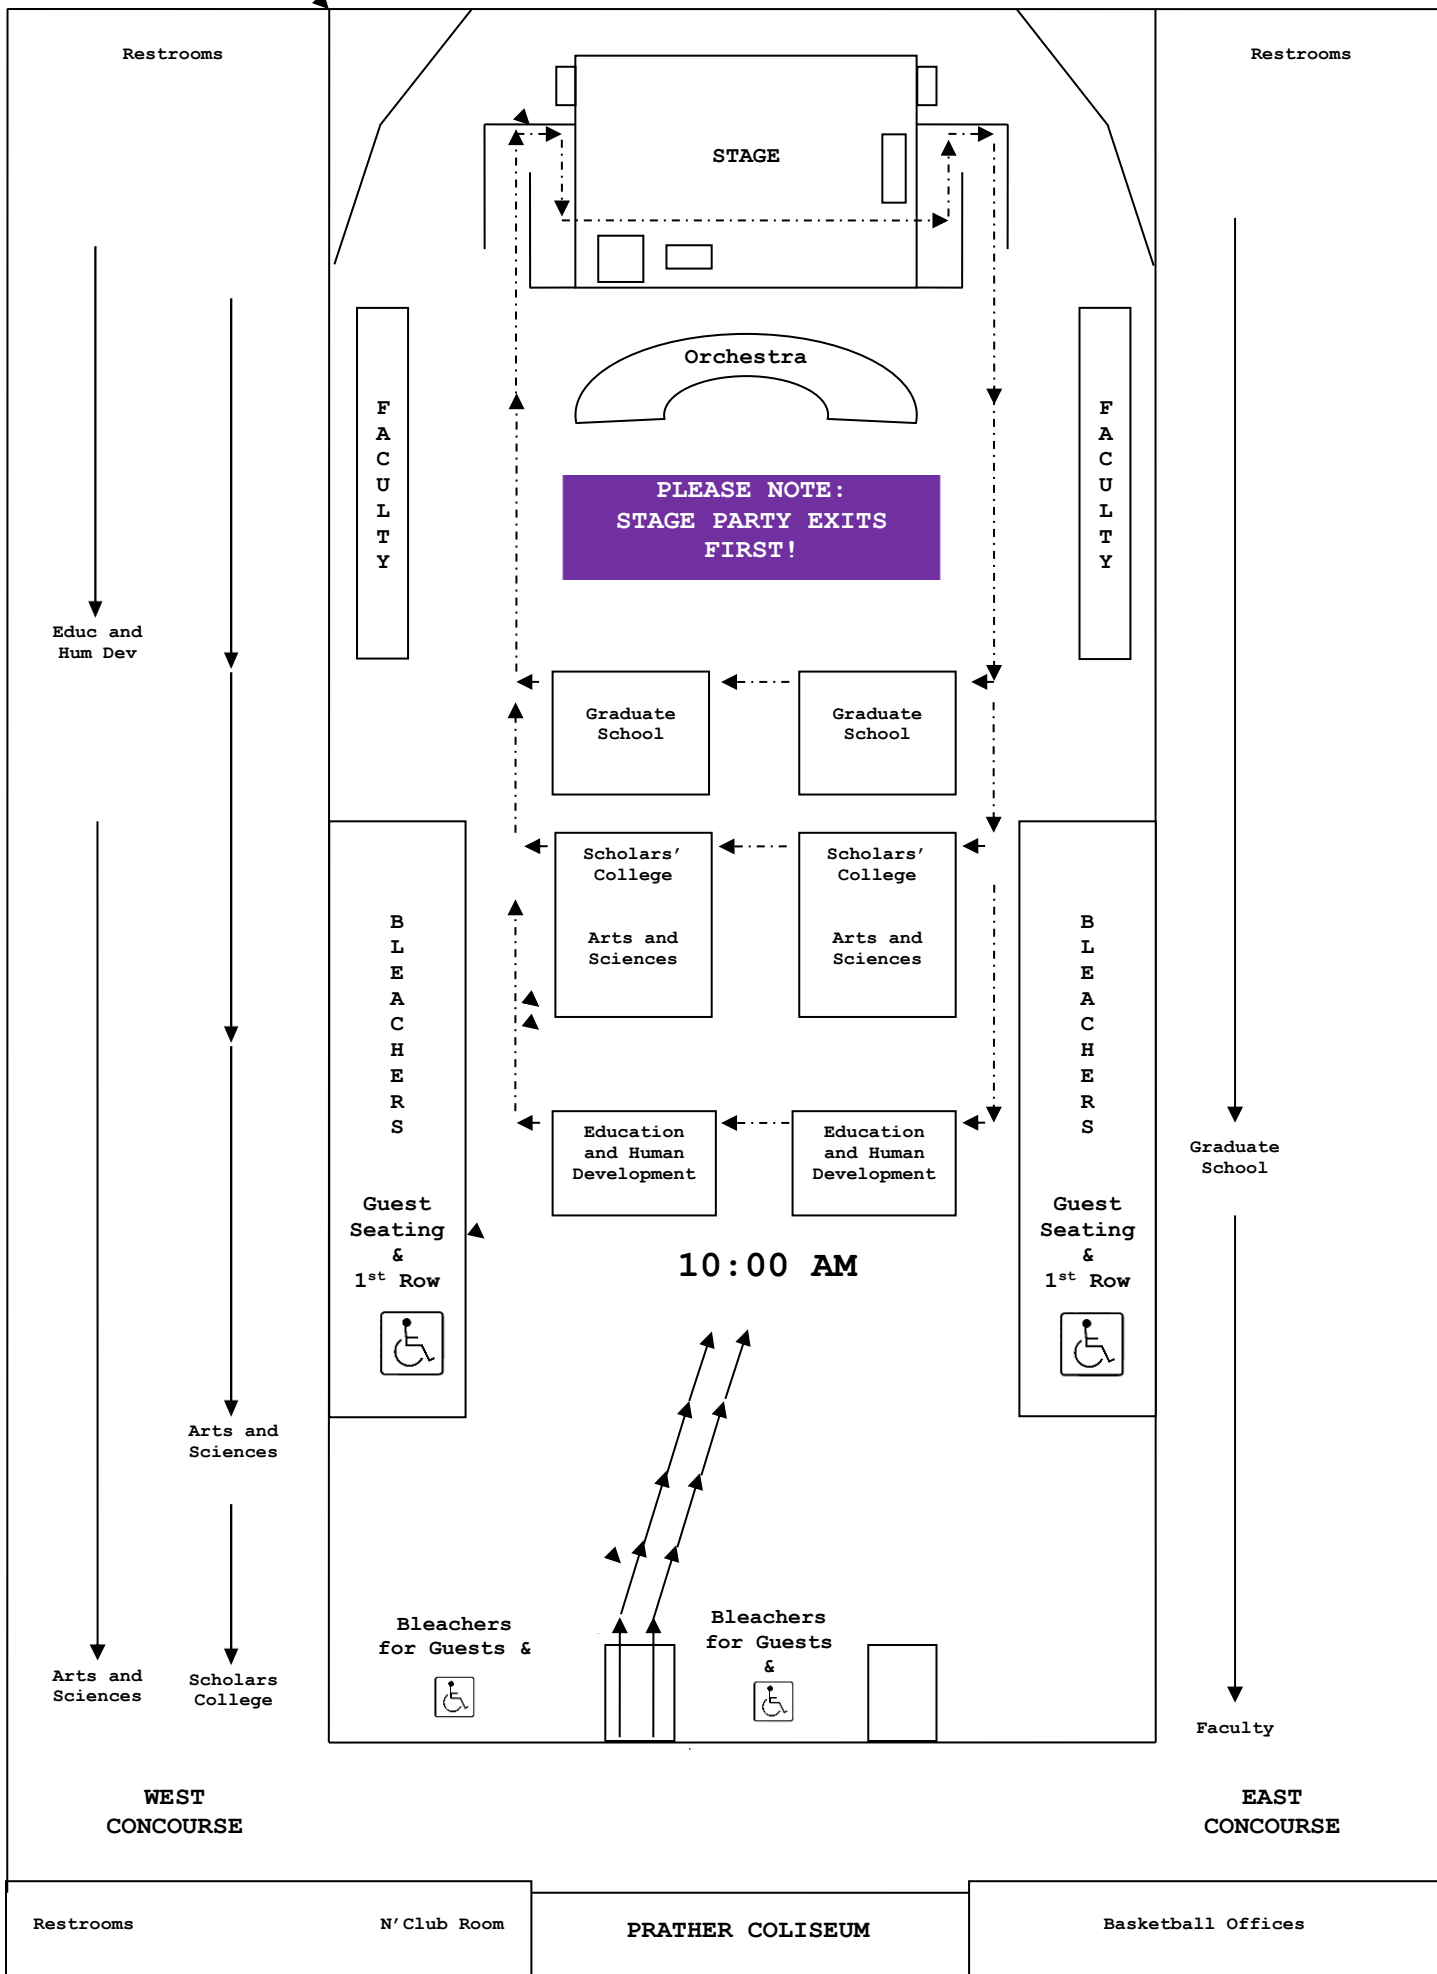 Restrooms
Restrooms
STAGE
Orchestra
F
A
C
U
L
T
Y
F
A
C
U
L
T
Y
PLEASE NOTE:
STAGE PARTY EXITS
FIRST!
Educ and
Hum Dev
Graduate
School
Graduate
School
Scholars’
College
Arts and
Sciences
Scholars’
College
Arts and
Sciences
B
L
E
A
C
H
E
R
S
Guest
Seating
&
1st Row
B
L
E
A
C
H
E
R
S
Guest
Seating
&
1st Row
Education
and Human
Development
Education
and Human
Development
Graduate
School
10:00 AM
Arts and
Sciences
Bleachers
for Guests &
Bleachers
for Guests
&
Arts and
Sciences
Scholars
College
Faculty
WEST
CONCOURSE
EAST
CONCOURSE
Restrooms
N’Club Room
PRATHER COLISEUM
Basketball Offices